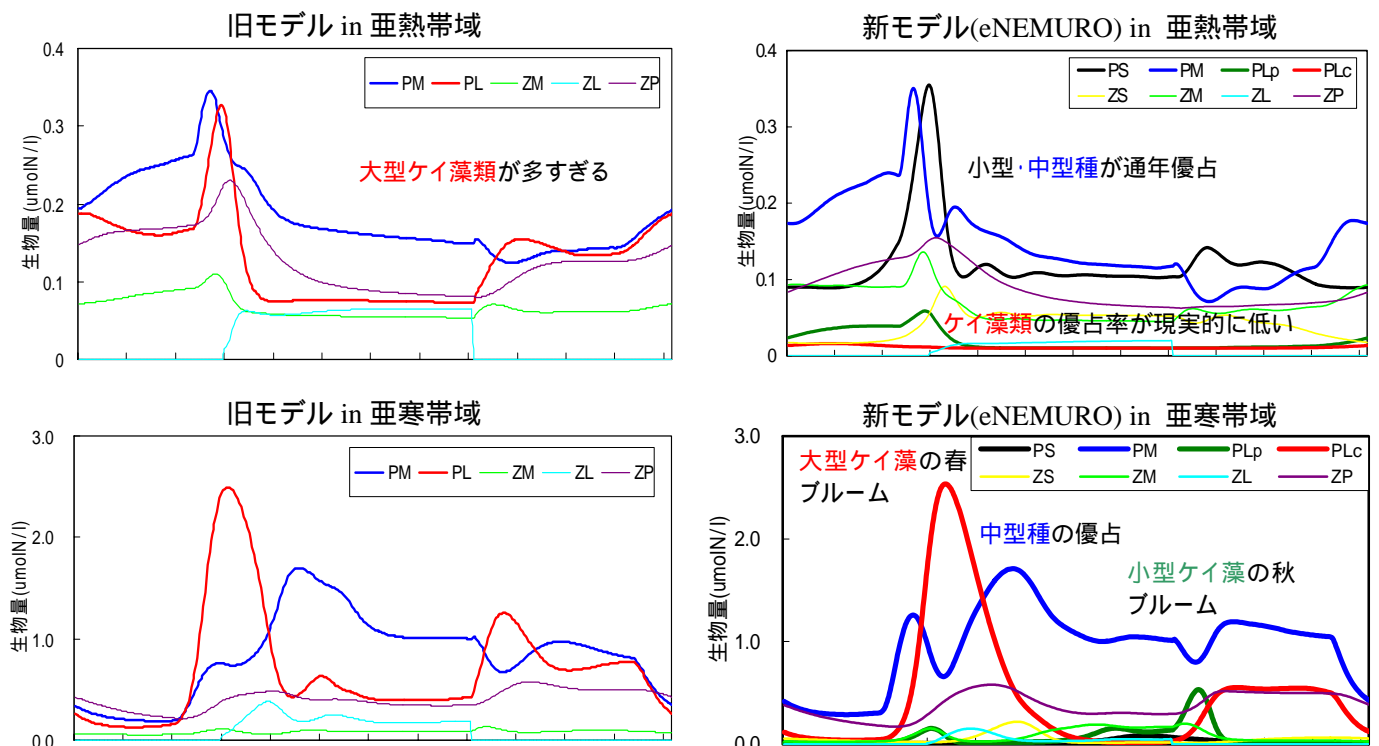 旧モデル in 亜熱帯域
0.4
0.3
0.2
0.1
0
生物量(umolN/l)
PM PL ZM ZL ZP
大型ケイ藻類が多すぎる
新モデル(eNEMURO) in 亜熱帯域
0.4
0.3
0.2
0.1
0
生物量(umolN/l)
PS PM PLp PLc
ZS ZM ZL ZP
小型・中型種が通年優占
ケイ藻類の優占率が現実的に低い
旧モデル in 亜寒帯域
3.0
2.0
1.0
0.0
生物量(umolN/l)
PM PL ZM ZL ZP
新モデル(eNEMURO) in 亜寒帯域
3.0
2.0
1.0
0.0
生物量(umolN/l)
PS PM PLp PLc
ZS ZM ZL ZP
大型ケイ藻の春
ブルーム
中型種の優占
小型ケイ藻の秋
ブルーム